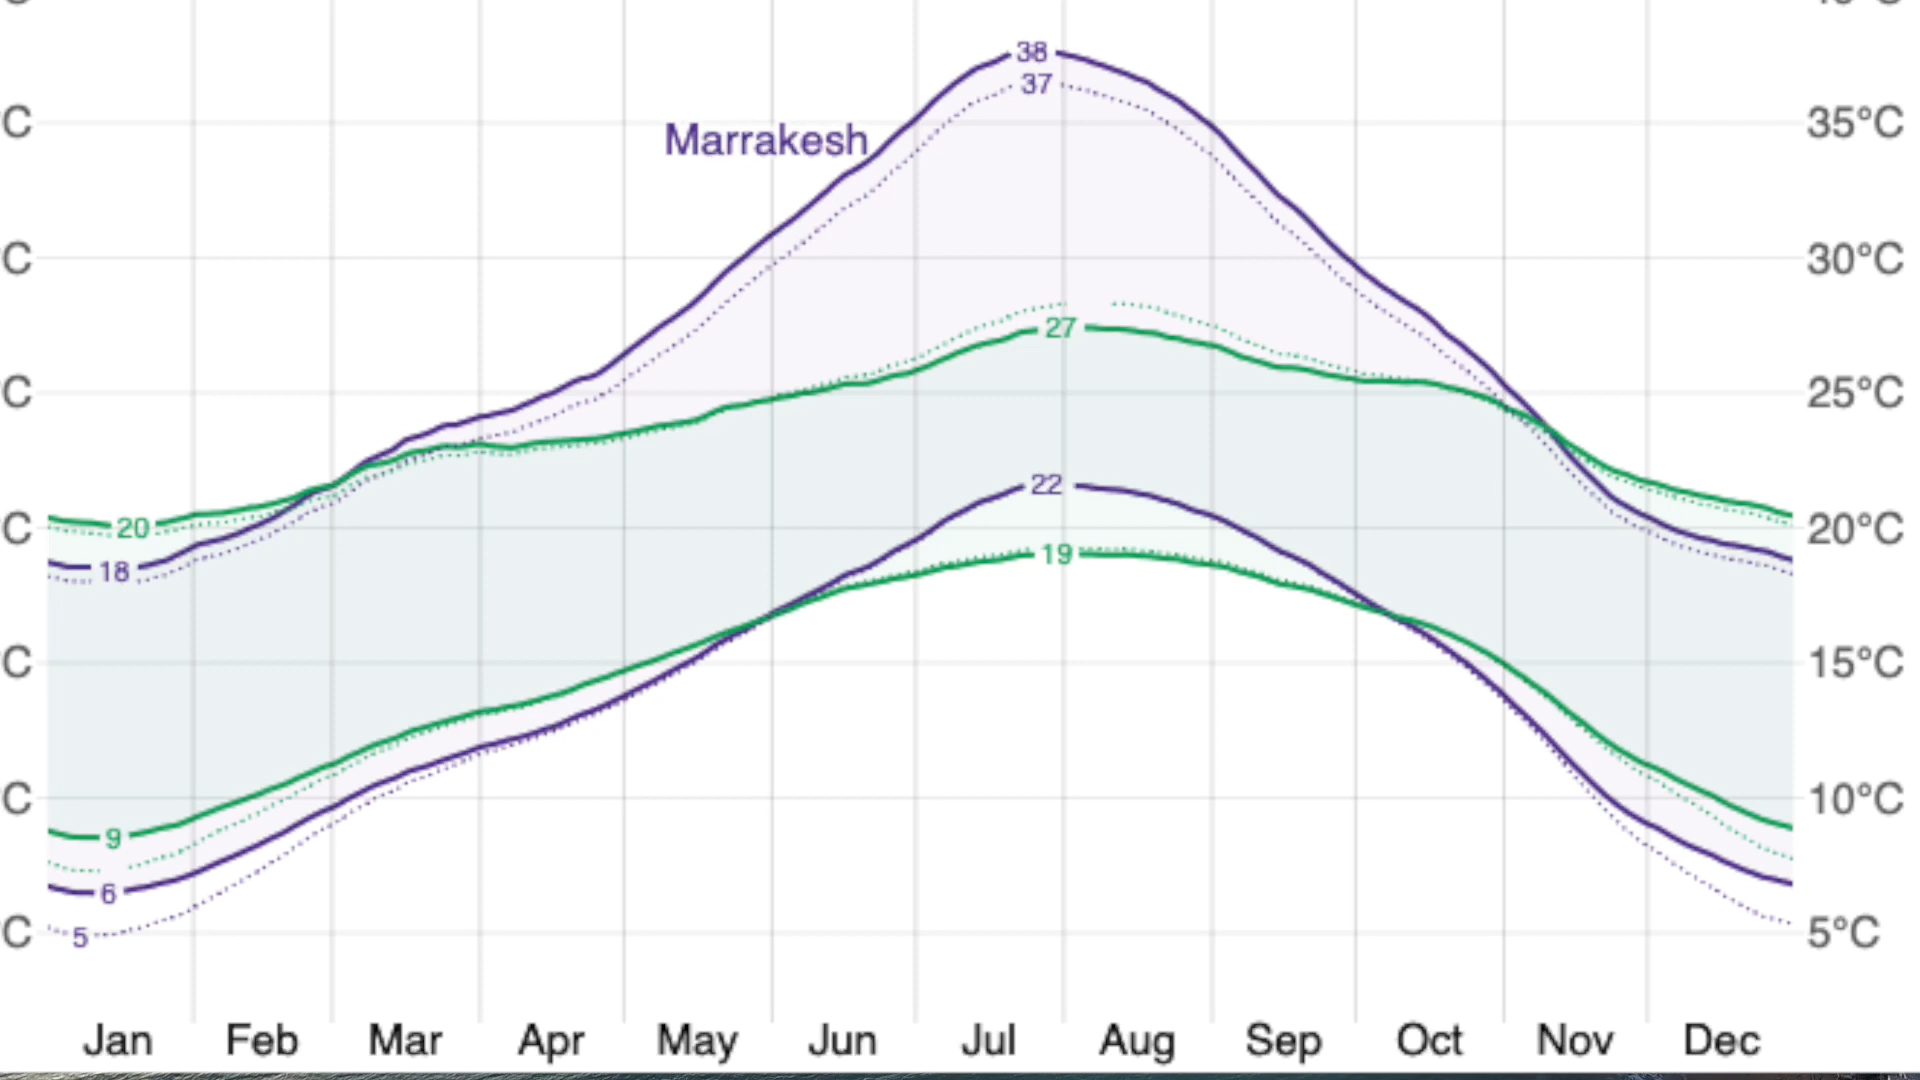 38
37
Marrakesh
C 35°C
C 30°C
27
C 25°C
22
20
C 20°C
19
18
C 15°C
C 10°C
9
6
5
C 5°C
Jan Feb Mar Apr May Jun Jul Aug Sep Oct Nov Dec